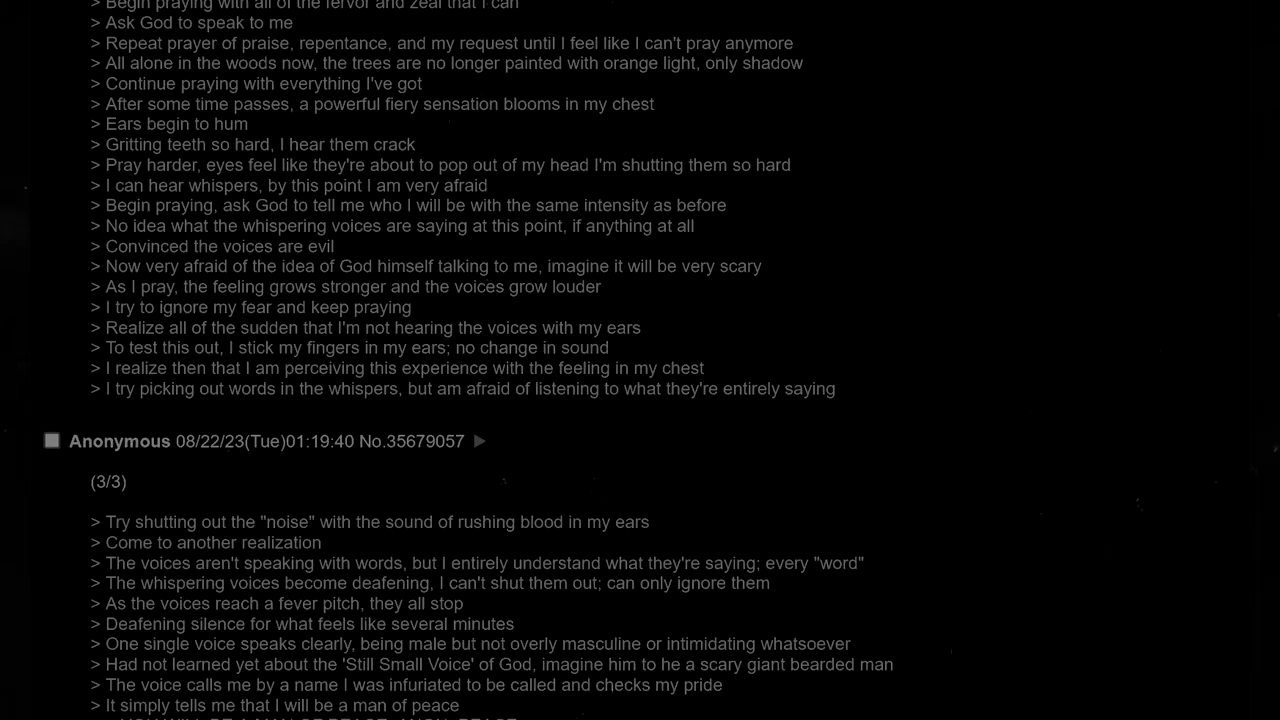 > Begin praying with all of the fervor and zeal that I can
> Ask God to speak to me
> Repeat prayer of praise, repentance, and my request until I feel like I can't pray anymore
> All alone in the woods now, the trees are no longer painted with orange light, only shadow
> Continue praying with everything I've got
> After some time passes, a powerful fiery sensation blooms in my chest
> Ears begin to hum
> Gritting teeth so hard, I hear them crack
> Pray harder, eyes feel like they're about to pop out of my head I'm shutting them so hard
> I can hear whispers, by this point I am very afraid
> Begin praying, ask God to tell me who I will be with the same intensity as before
> No idea what the whispering voices are saying at this point, if anything at all
> Convinced the voices are evil
> Now very afraid of the idea of God himself talking to me, imagine it will be very scary
> As I pray, the feeling grows stronger and the voices grow louder
> I try to ignore my fear and keep praying
> Realize all of the sudden that I'm not hearing the voices with my ears
> To test this out, I stick my fingers in my ears; no change in sound
> I realize then that I am perceiving this experience with the feeling in my chest
> I try picking out words in the whispers, but am afraid of listening to what they're entirely saying
Anonymous 08/22/23(Tue)01:19:40 No.35679057
(3/3)
> Try shutting out the "noise" with the sound of rushing blood in my ears
> Come to another realization
> The voices aren't speaking with words, but I entirely understand what they're saying; every "word"
> The whispering voices become deafening, I can't shut them out; can only ignore them
> As the voices reach a fever pitch, they all stop
> Deafening silence for what feels like several minutes
> One single voice speaks clearly, being male but not overly masculine or intimidating whatsoever
> Had not learned yet about the 'Still Small Voice' of God, imagine him to he a scary giant bearded man
> The voice calls me by a name I was infuriated to be called and checks my pride
> It simply tells me that I will be a man of peace